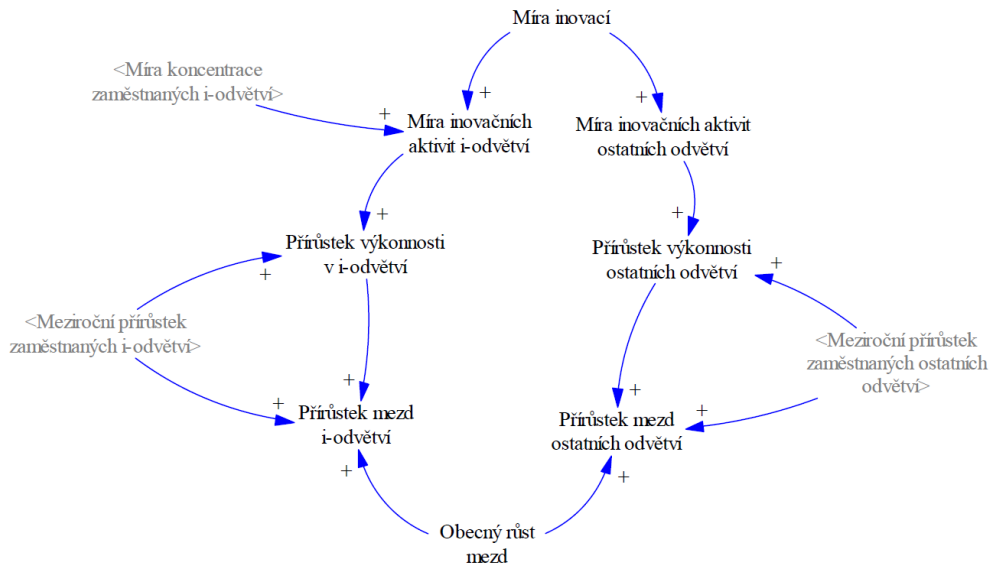 Míra inovací
<Míra koncentrace
zaměstnaných i-odvětví>
+
+
+
Míra inovačních
aktivit i-odvětví
Míra inovačních aktivit
ostatních odvětví
+
+
Přírůstek výkonnosti
v i-odvětví
Přírůstek výkonnosti
ostatních odvětví
+
+
<Meziroční přírůstek
zaměstnaných i-odvětví>
<Meziroční přírůstek
zaměstnaných ostatních
odvětví>
+
+
+
+
Přírůstek mezd
i-odvětví
Přírůstek mezd
ostatních odvětví
+
+
Obecný růst
mezd